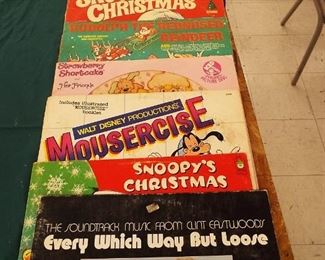 SNOOPY'S
CHRISTMAS
RUDOLPH THE RED-NOSED
REINDEER
Strawberry
Shortcake's
Includes illustrated
"MOUSERCISE"
booklet
WALT DISNEY PRODUCTIONS'
MOUSERCISE
SNOOPY'S
CHRISTMAS
THE SOUNDTRACK MUSIC FROM CLINT EASTWOOD'S
Every Which Way But Loose